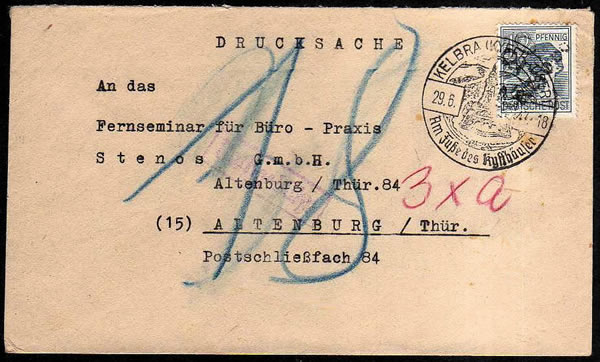 DRUCKSACHE
PFENNIG
DEUTSCHE POST
KELBRA
29.6.
-18
Am Fuße des Kyffhäuser
An das
Fernseminar für Büro - Praxis
Stenos G.m.b.H.
Altenburg / Thür.84
3xa
(15) ALTENBURG / Thür.
Postschließfach 84
18